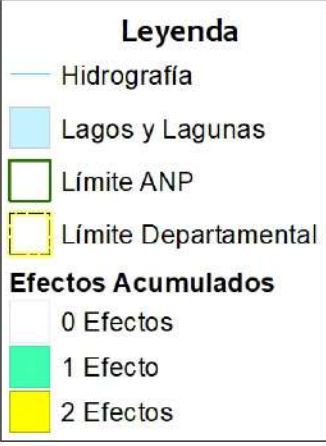 Leyenda
Hidrografía
Lagos y Lagunas
Límite ANP
Límite Departamental
Efectos Acumulados
0 Efectos
1 Efecto
2 Efectos